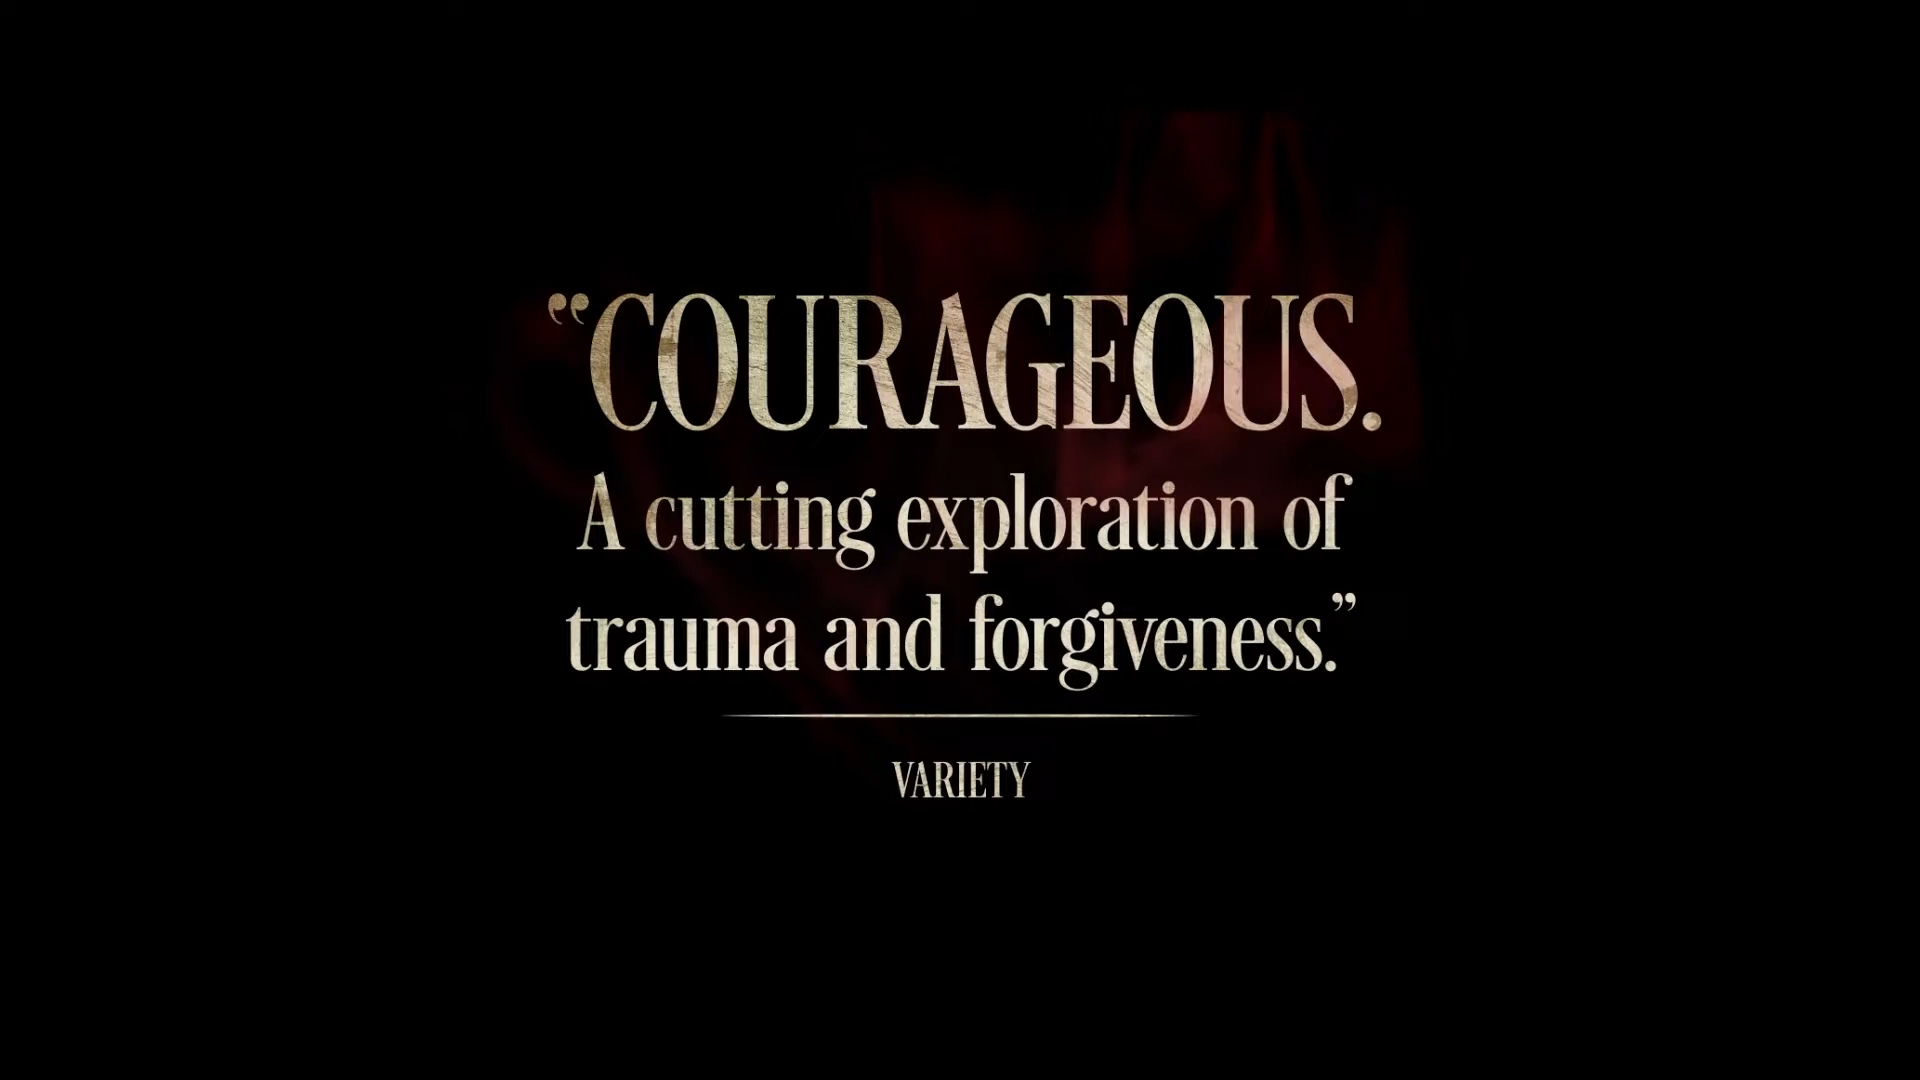 “COURAGEOUS.
A cutting exploration of
trauma and forgiveness.”
VARIETY